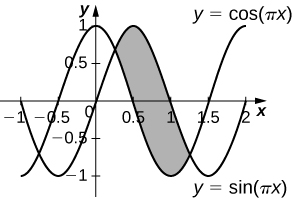 y
y = cos(πx)
1
0.5
−1
−0.5
0
0.5
1
1.5
2
x
−0.5
−1
y = sin(πx)